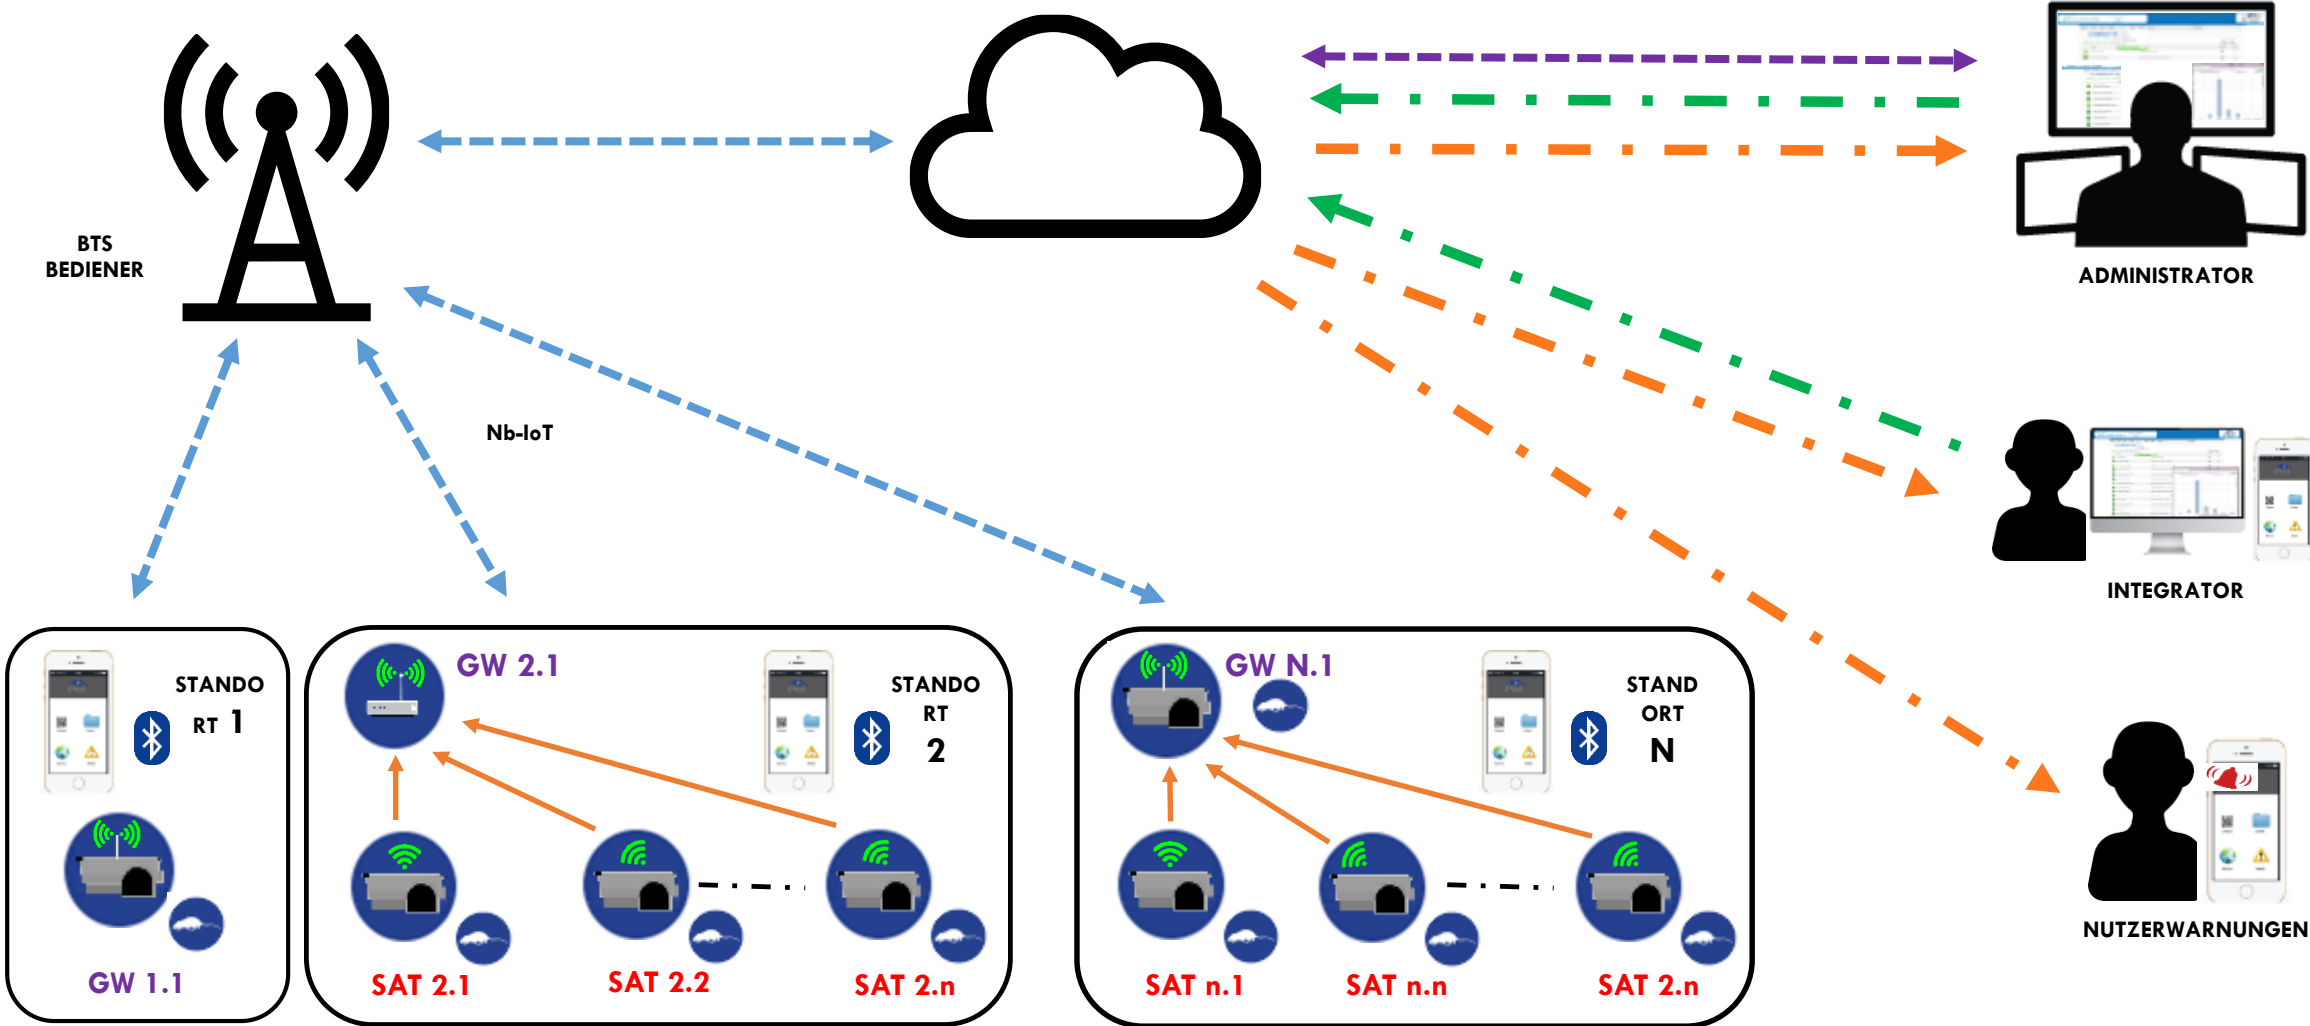 BTS
BEDIENER
ADMINISTRATOR
Nb-IoT
INTEGRATOR
GW 2.1
GW N.1
STANDO
RT 1
STANDO
RT
2
STAND
ORT
N
NUTZERWARNUNGEN
GW 1.1
SAT 2.1
SAT 2.2
SAT 2.n
SAT n.1
SAT n.n
SAT 2.n